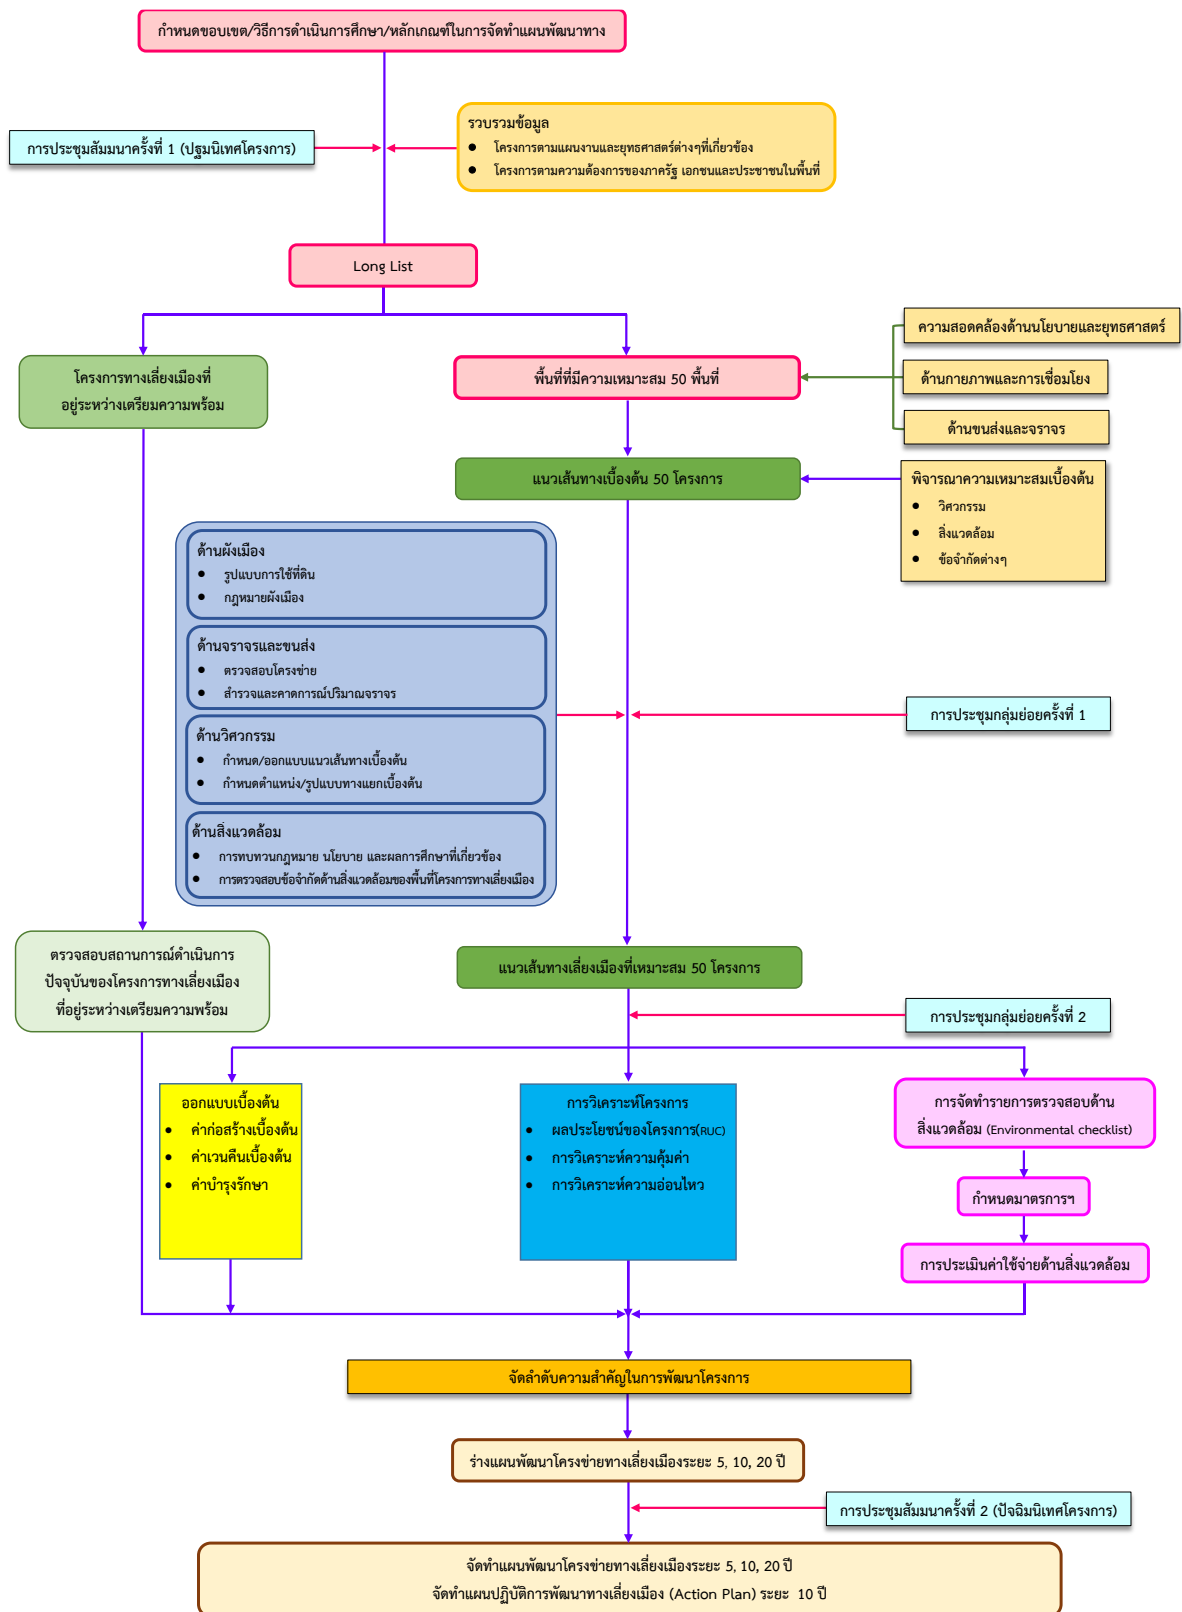 กำหนดขอบเขต/วิธีการดำเนินการศึกษา/หลักเกณฑ์ในการจัดทำแผนพัฒนาทาง
การประชุมสัมมนาครั้งที่ 1 (ปฐมนิเทศโครงการ)
รวบรวมข้อมูล
● โครงการตามแผนงานและยุทธศาสตร์ต่างๆที่เกี่ยวข้อง
● โครงการตามความต้องการของภาครัฐ เอกชนและประชาชนในพื้นที่
Long List
โครงการทางเลี่ยงเมืองที่
อยู่ระหว่างเตรียมความพร้อม
พื้นที่ที่มีความเหมาะสม 50 พื้นที่
ความสอดคล้องด้านนโยบายและยุทธศาสตร์
ด้านกายภาพและการเชื่อมโยง
ด้านขนส่งและจราจร
แนวเส้นทางเบื้องต้น 50 โครงการ
พิจารณาความเหมาะสมเบื้องต้น
● วิศวกรรม
● สิ่งแวดล้อม
● ข้อจำกัดต่างๆ
ด้านผังเมือง
● รูปแบบการใช้ที่ดิน
● กฎหมายผังเมือง
ด้านจราจรและขนส่ง
● ตรวจสอบโครงข่าย
● สำรวจและคาดการณ์ปริมาณจราจร
ด้านวิศวกรรม
● กำหนด/ออกแบบแนวเส้นทางเบื้องต้น
● กำหนดตำแหน่ง/รูปแบบทางแยกเบื้องต้น
ด้านสิ่งแวดล้อม
● การทบทวนกฎหมาย นโยบาย และผลการศึกษาที่เกี่ยวข้อง
● การตรวจสอบข้อจำกัดด้านสิ่งแวดล้อมของพื้นที่โครงการทางเลี่ยงเมือง
การประชุมกลุ่มย่อยครั้งที่ 1
ตรวจสอบสถานการณ์ดำเนินการ
ปัจจุบันของโครงการทางเลี่ยงเมือง
ที่อยู่ระหว่างเตรียมความพร้อม
แนวเส้นทางเลี่ยงเมืองที่เหมาะสม 50 โครงการ
การประชุมกลุ่มย่อยครั้งที่ 2
ออกแบบเบื้องต้น
● ค่าก่อสร้างเบื้องต้น
● ค่าเวนคืนเบื้องต้น
● ค่าบำรุงรักษา
การวิเคราะห์โครงการ
● ผลประโยชน์ของโครงการ(RUC)
● การวิเคราะห์ความคุ้มค่า
● การวิเคราะห์ความอ่อนไหว
การจัดทำรายการตรวจสอบด้าน
สิ่งแวดล้อม (Environmental checklist)
กำหนดมาตรการฯ
การประเมินค่าใช้จ่ายด้านสิ่งแวดล้อม
จัดลำดับความสำคัญในการพัฒนาโครงการ
ร่างแผนพัฒนาโครงข่ายทางเลี่ยงเมืองระยะ 5, 10, 20 ปี
การประชุมสัมมนาครั้งที่ 2 (ปัจฉิมนิเทศโครงการ)
จัดทำแผนพัฒนาโครงข่ายทางเลี่ยงเมืองระยะ 5, 10, 20 ปี
จัดทำแผนปฏิบัติการพัฒนาทางเลี่ยงเมือง (Action Plan) ระยะ 10 ปี